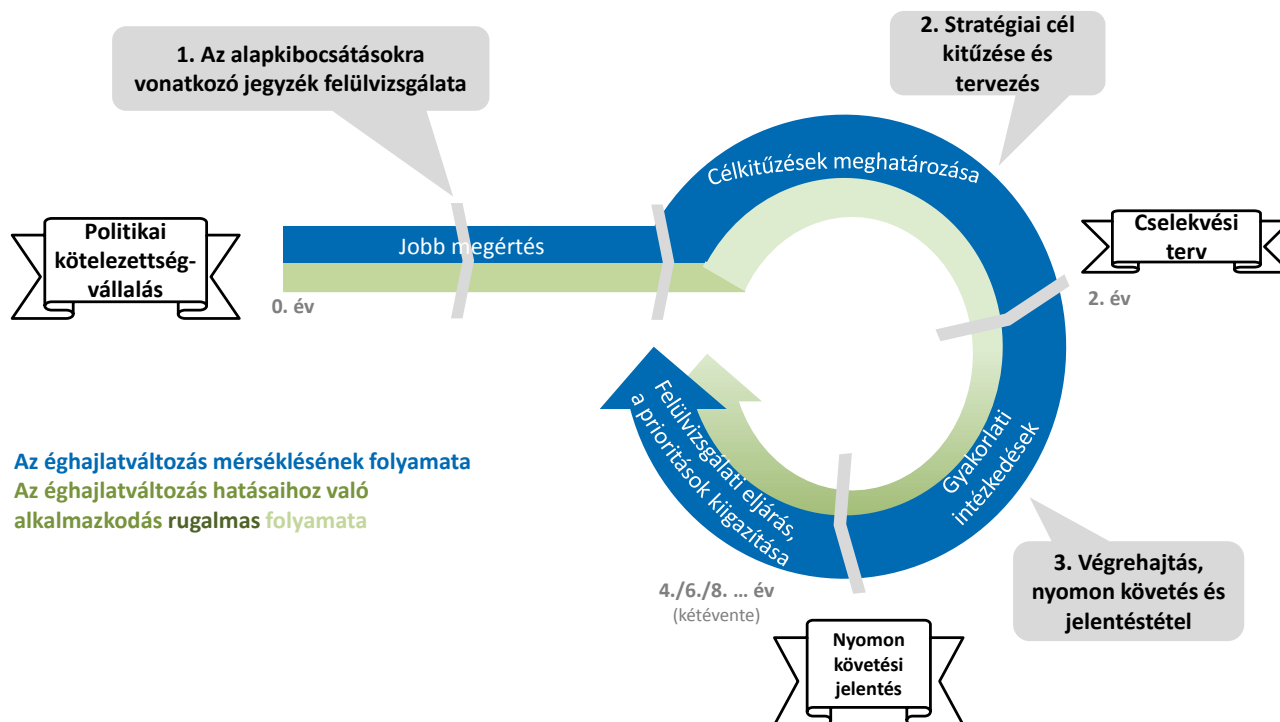 1. Az alapkibocsátásokra
vonatkozó jegyzék felülvizsgálata
2. Stratégiai cél
kitűzése és
tervezés
Célkitűzések meghatározása
Politikai
kötelezettség-
vállalás
Jobb megértés
Cselekvési
terv
0. év
2. év
Felülvizsgálati eljárás,
a prioritások kiigazítása
Gyakorlati
intézkedések
Az éghajlatváltozás mérséklésének folyamata
Az éghajlatváltozás hatásaihoz való
alkalmazkodás rugalmas folyamata
3. Végrehajtás,
nyomon követés és
jelentéstétel
4./6./8. ... év
(kétévente)
Nyomon
követési
jelentés